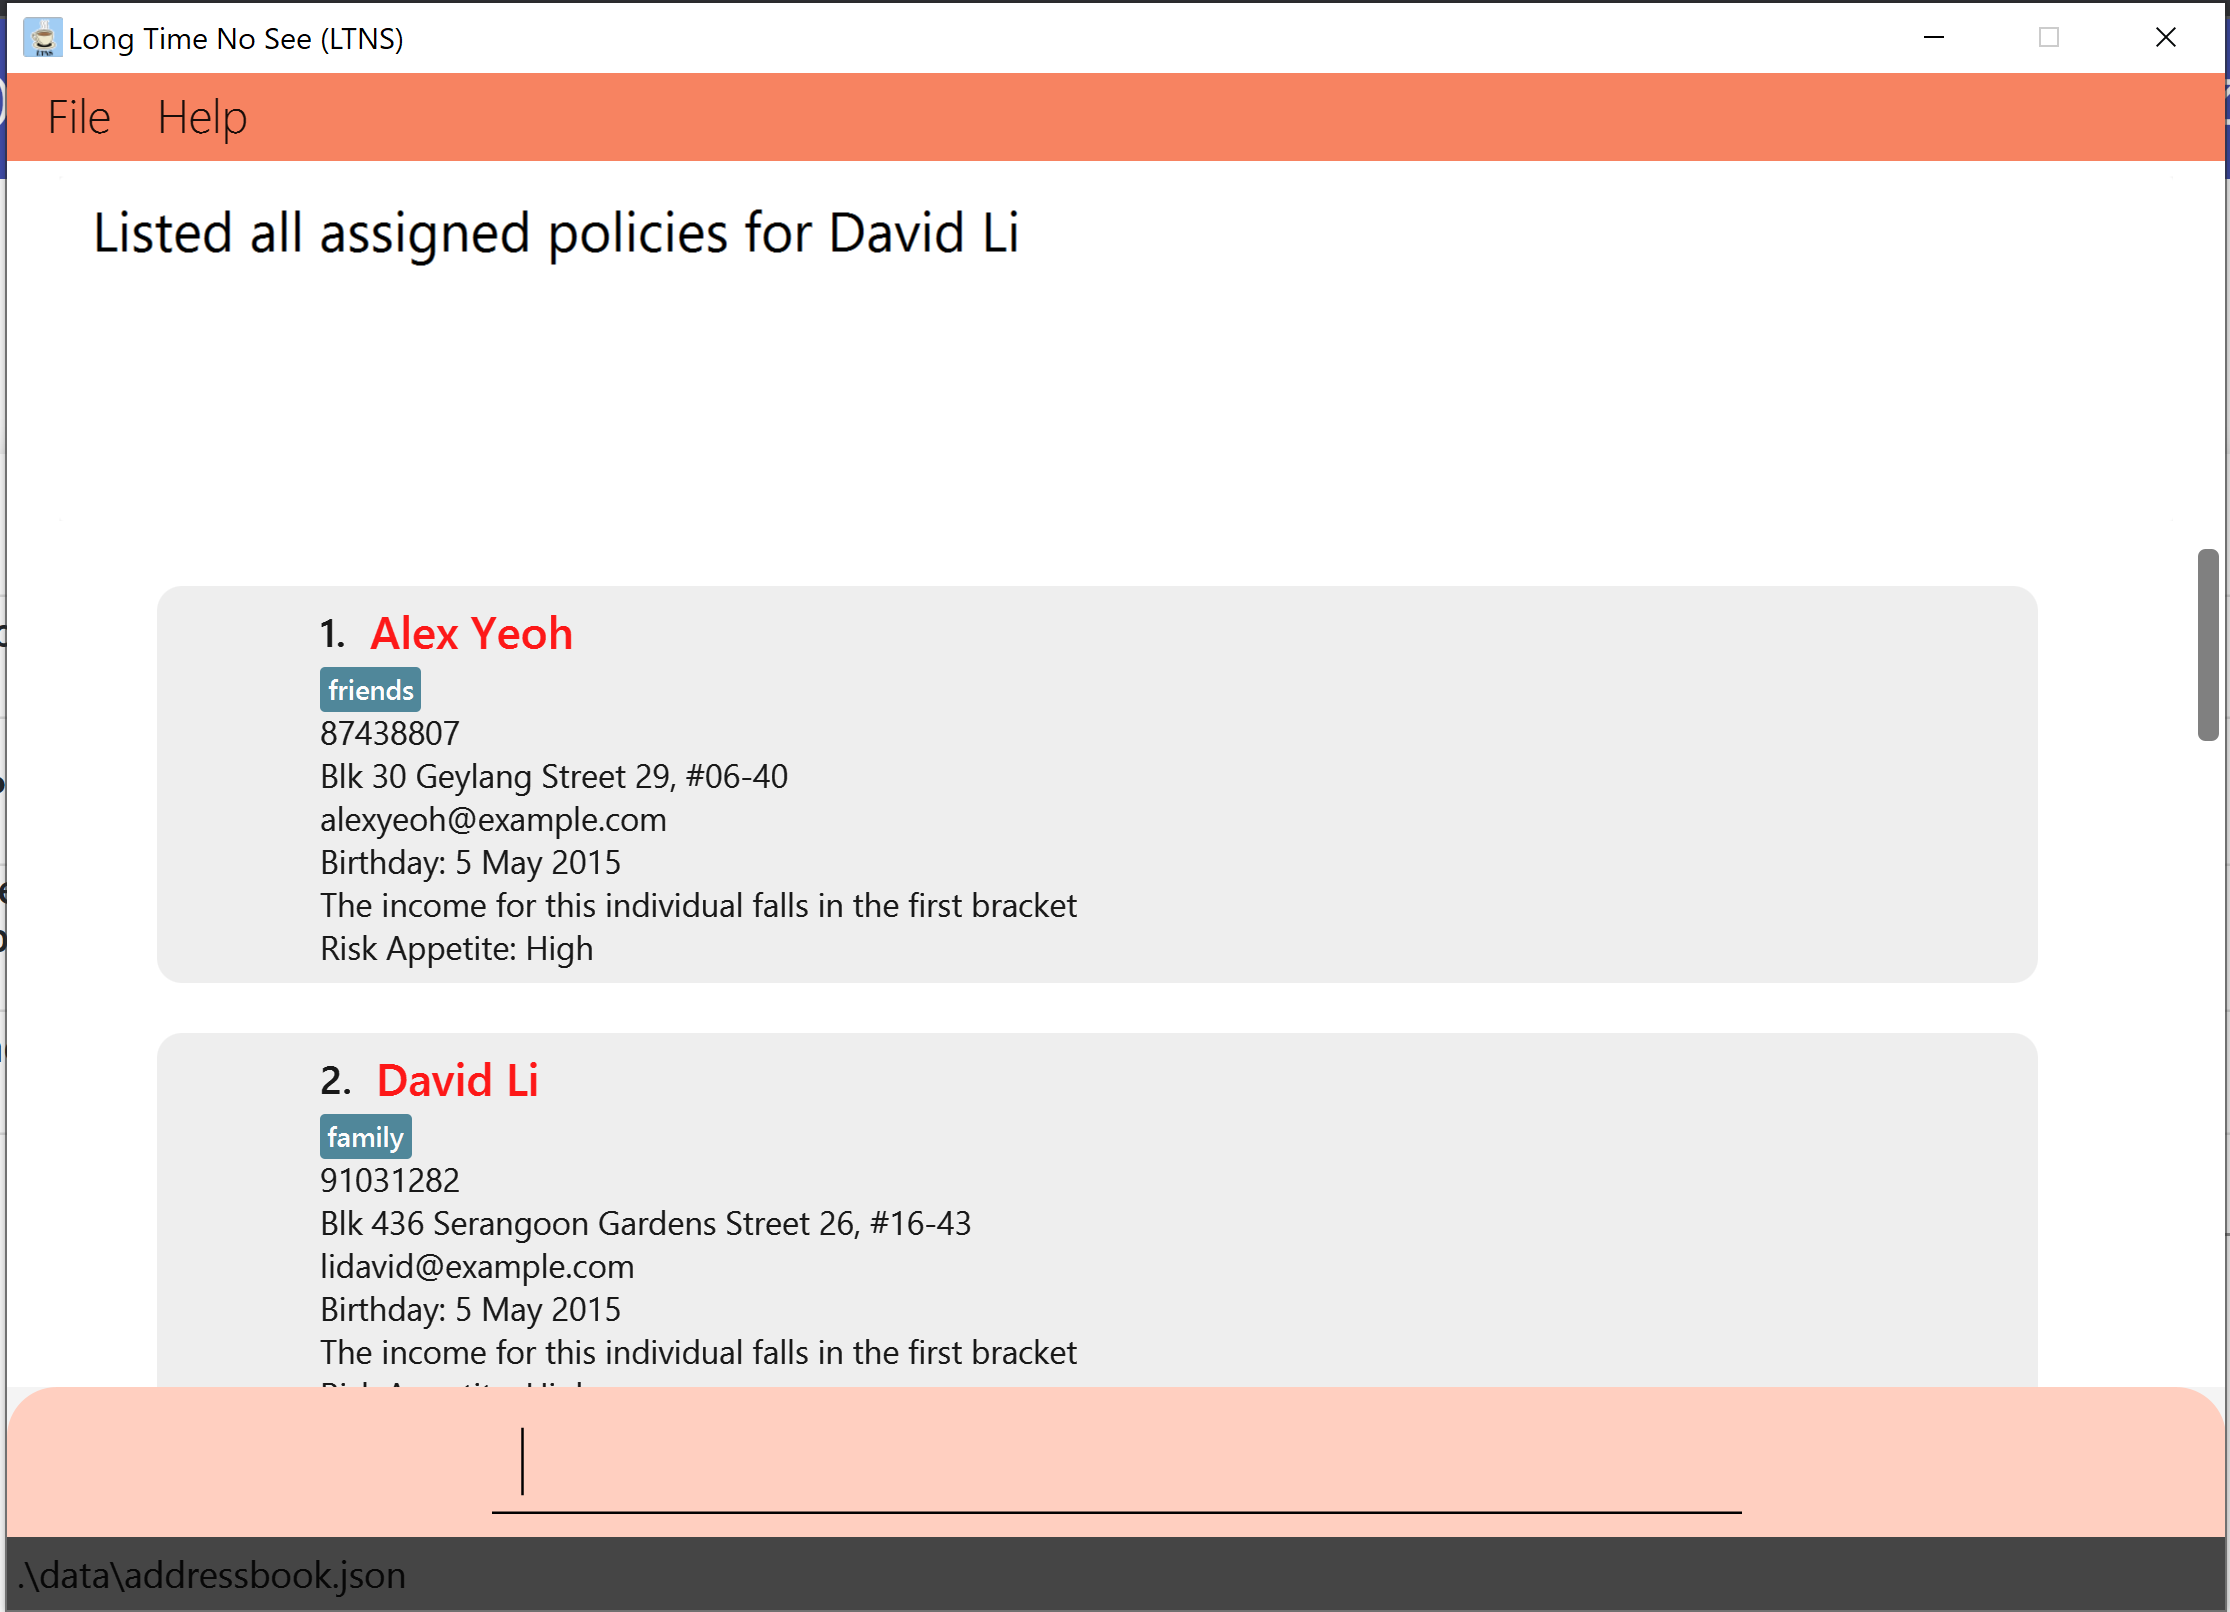 Long Time No See (LTNS)
File Help
Listed all assigned policies for David Li
1. Alex Yeoh
friends
87438807
Blk 30 Geylang Street 29, #06-40
alexyeoh@example.com
Birthday: 5 May 2015
The income for this individual falls in the first bracket
Risk Appetite: High
2. David Li
family
91031282
Blk 436 Serangoon Gardens Street 26, #16-43
lidavid@example.com
Birthday: 5 May 2015
The income for this individual falls in the first bracket
.\data\addressbook.json